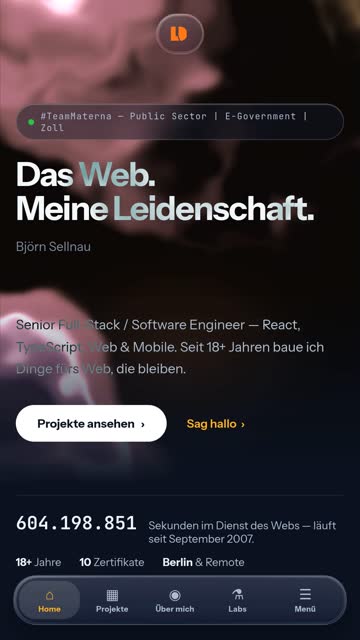 #TeamMaterna — Public Sector | E-Government |
Zoll
Das Web.
Meine Leidenschaft.
Björn Sellnau
Senior Full-Stack / Software Engineer — React,
TypeScript, Web & Mobile. Seit 18+ Jahren baue ich
Dinge fürs Web, die bleiben.
Projekte ansehen ›
Sag hallo ›
604.198.851
Sekunden im Dienst des Webs — läuft
seit September 2007.
18+ Jahre 10 Zertifikate Berlin & Remote
Home Projekte Über mich Labs Menü